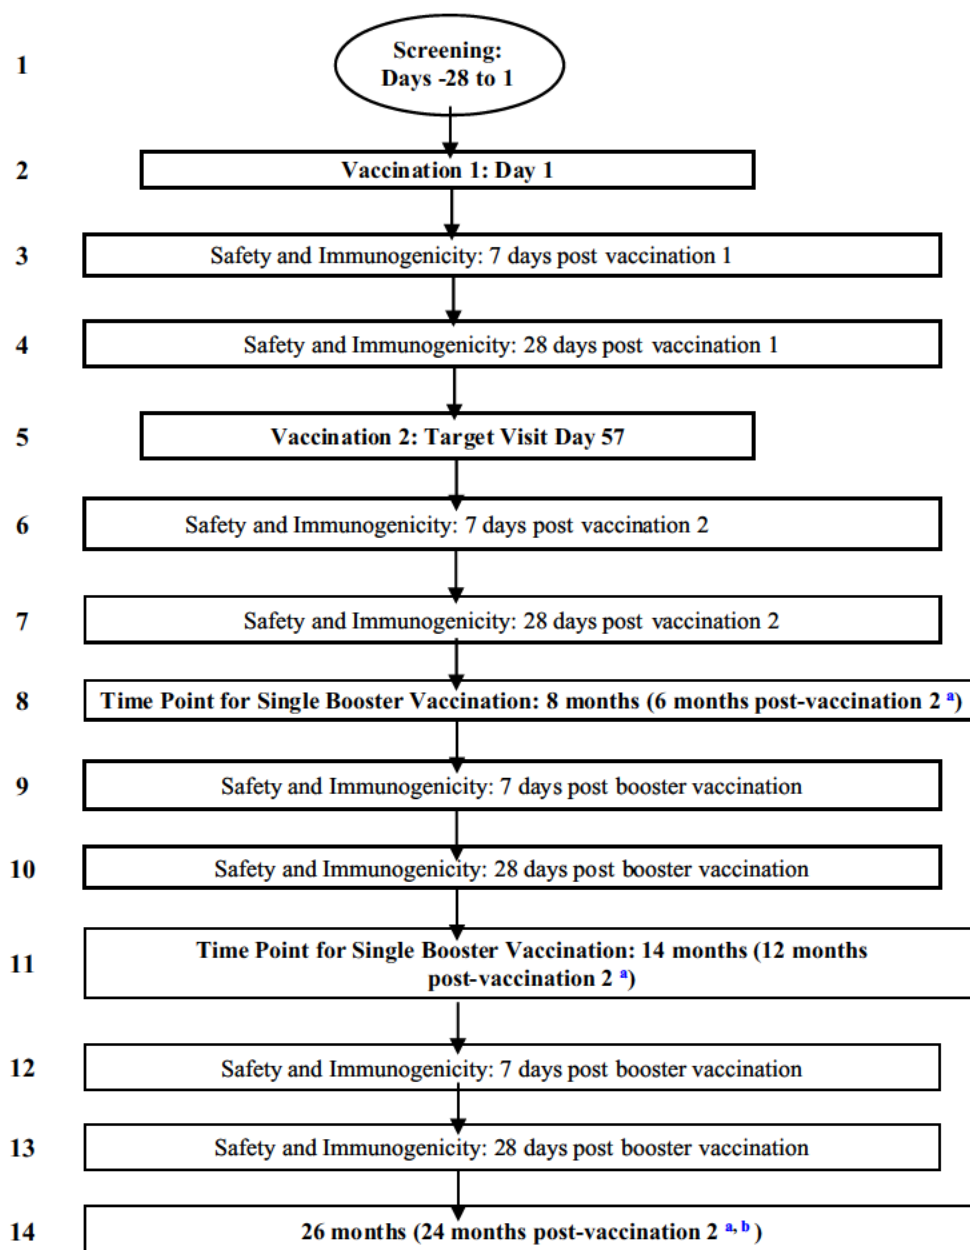 1
Screening:
Days -28 to 1
2
Vaccination 1: Day 1
3
Safety and Immunogenicity: 7 days post vaccination 1
4
Safety and Immunogenicity: 28 days post vaccination 1
5
Vaccination 2: Target Visit Day 57
6
Safety and Immunogenicity: 7 days post vaccination 2
7
Safety and Immunogenicity: 28 days post vaccination 2
8
Time Point for Single Booster Vaccination: 8 months (6 months post-vaccination 2 a)
9
Safety and Immunogenicity: 7 days post booster vaccination
10
Safety and Immunogenicity: 28 days post booster vaccination
11
Time Point for Single Booster Vaccination: 14 months (12 months
post-vaccination 2 a)
12
Safety and Immunogenicity: 7 days post booster vaccination
13
Safety and Immunogenicity: 28 days post booster vaccination
14
26 months (24 months post-vaccination 2 a, b )